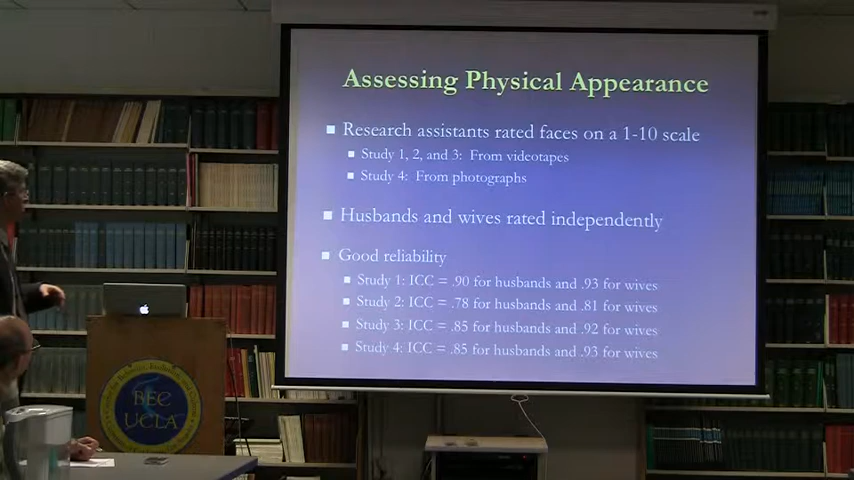 Assessing Physical Appearance
Research assistants rated faces on a 1-10 scale
Study 1, 2, and 3: From videotapes
Study 4: From photographs
Husbands and wives rated independently
Good reliability
Study 1: ICC = .90 for husbands and .93 for wives
Study 2: ICC = .78 for husbands and .81 for wives
Study 3: ICC = .85 for husbands and .92 for wives
Study 4: ICC = .85 for husbands and .93 for wives
BEC
UCLA